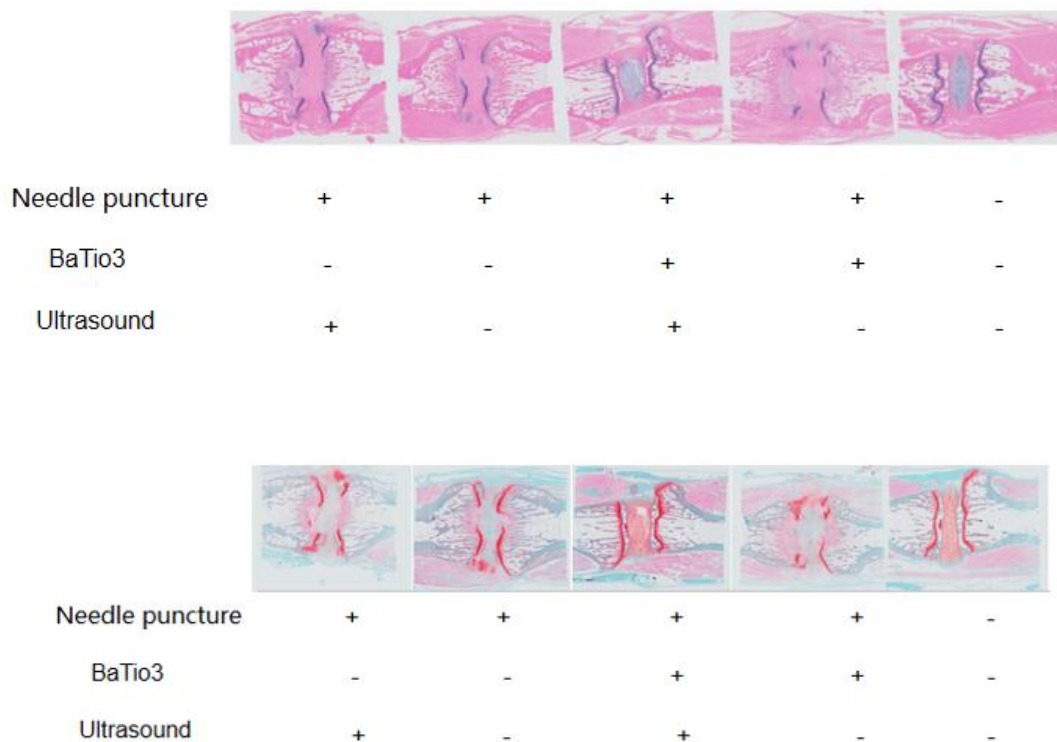 Needle puncture + + + + -
BaTio3 - - + + -
Ultrasound + - + - -
Needle puncture + + + + -
BaTio3 - - + + -
Ultrasound + - + - -